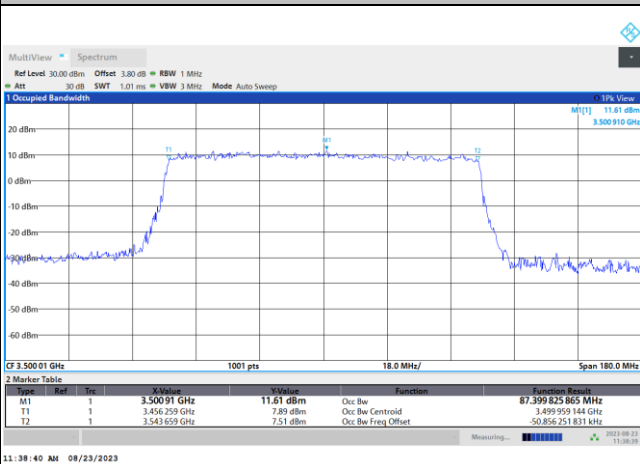 MultiView Spectrum
Ref Level 30.00 dBm Offset 3.80 dB RBW 1 MHz
Att 30 dB SWT 1.01 ms VBW 3 MHz Mode Auto Sweep
1 Occupied Bandwidth 1Pk View
M1[1] 11.61 dBm
3.500 910 GHz
20 dBm
M1
T1 T2
10 dBm
0 dBm
-10 dBm
-20 dBm
-30 dBm
-40 dBm
-50 dBm
-60 dBm
CF 3.500 01 GHz 1001 pts 18.0 MHz/ Span 180.0 MHz
2 Marker Table
Type Ref Trc X-Value Y-Value Function Function Result
M1 1 3.500 91 GHz 11.61 dBm Occ Bw 87.399 825 865 MHz
T1 1 3.456 259 GHz 7.89 dBm Occ Bw Centroid 3.499 959 144 GHz
T2 1 3.543 659 GHz 7.51 dBm Occ Bw Freq Offset -50.856 251 831 kHz
Measuring... 2023-08-23
11:38:39
11:38:40 AM 08/23/2023